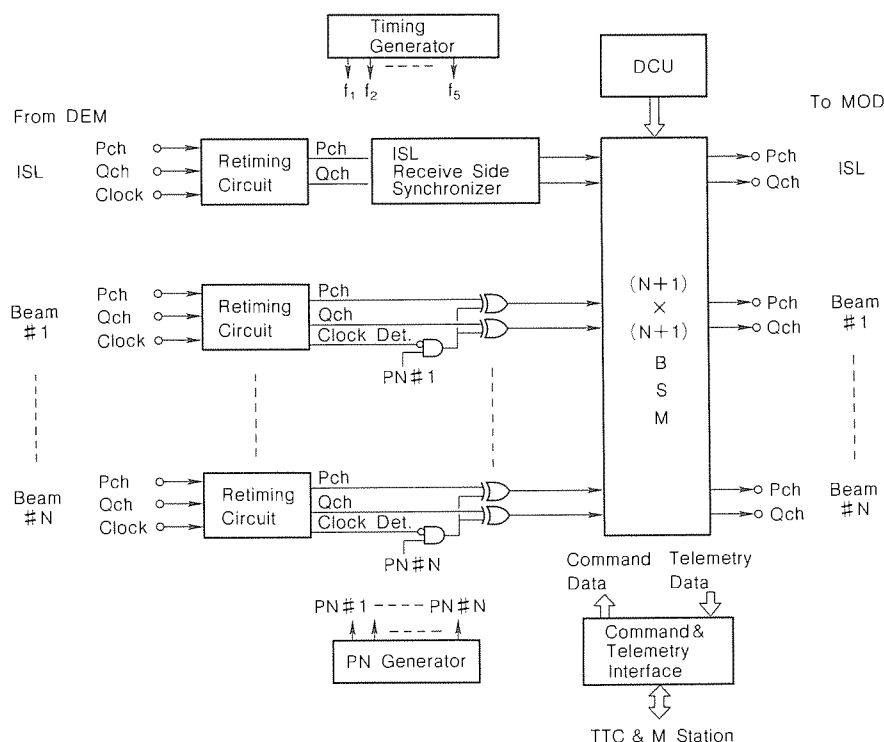 Timing
Generator
f1 f2 f5
DCU
From DEM
To MOD
ISL
Pch
Qch
Clock
Retiming
Circuit
Pch
Qch
ISL
Receive Side
Synchronizer
Pch
Qch
ISL
Beam
#1
Pch
Qch
Clock
Retiming
Circuit
Pch
Qch
Clock Det.
PN#1
(N+1)
×
(N+1)
B
S
M
Pch
Qch
Beam
#1
Beam
#N
Pch
Qch
Clock
Retiming
Circuit
Pch
Qch
Clock Det.
PN#N
Pch
Qch
Beam
#N
PN#1 PN#N
PN Generator
Command
Data
Telemetry
Data
Command &
Telemetry
Interface
TTC & M Station